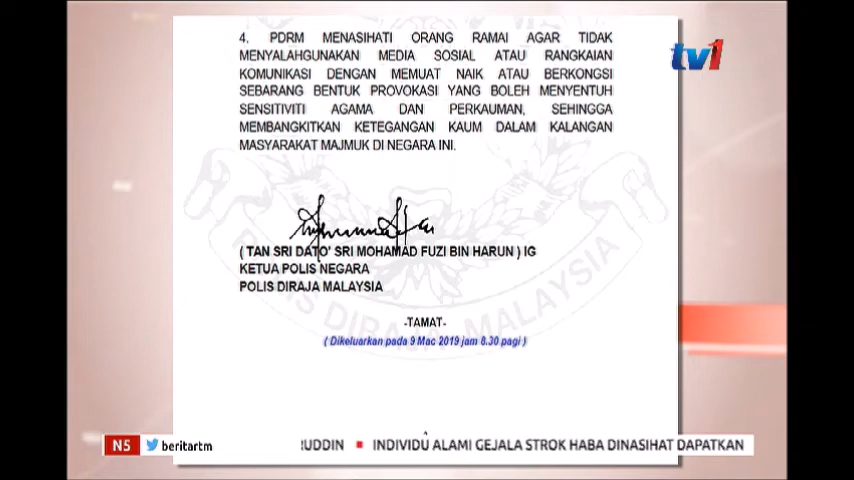 4. PDRM MENASIHATI ORANG RAMAI AGAR TIDAK
MENYALAHGUNAKAN MEDIA SOSIAL ATAU RANGKAIAN
KOMUNIKASI DENGAN MEMUAT NAIK ATAU BERKONGSI
SEBARANG BENTUK PROVOKASI YANG BOLEH MENYENTUH
SENSITIVITI AGAMA DAN PERKAUMAN, SEHINGGA
MEMBANGKITKAN KETEGANGAN KAUM DALAM KALANGAN
MASYARAKAT MAJMUK DI NEGARA INI.
tv1
( TAN SRI DATO' SRI MOHAMAD FUZI BIN HARUN ) IG
KETUA POLIS NEGARA
POLIS DIRAJA MALAYSIA
DIRAJA MALAYSIA
-TAMAT-
( Dikeluarkan pada 9 Mac 2019 jam 8.30 pagi )
N5 beritartm UDDIN ▪ INDIVIDU ALAMI GEJALA STROK HABA DINASIHAT DAPATKAN